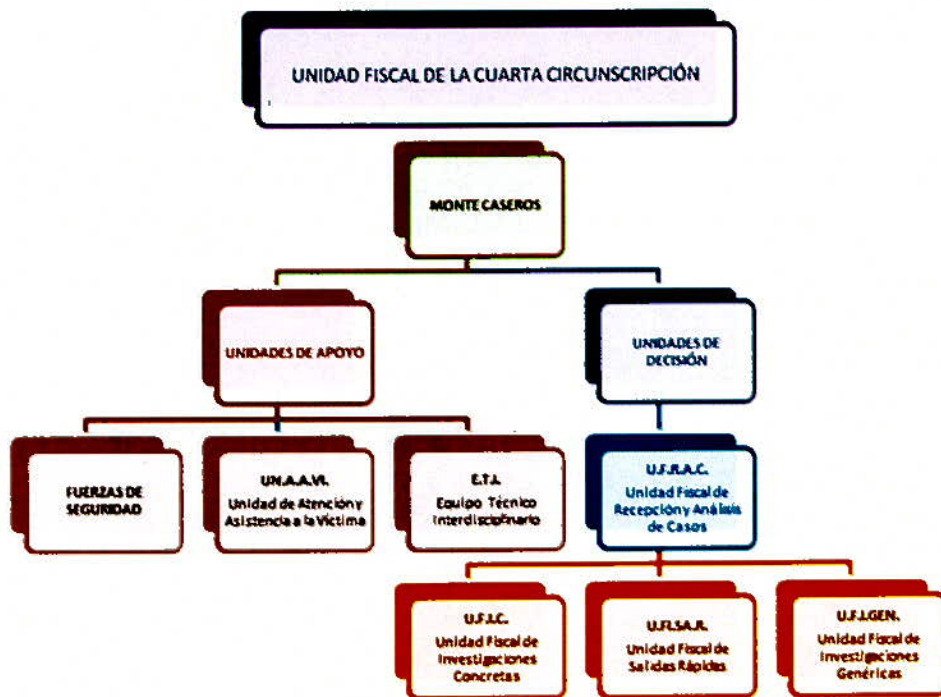 UNIDAD FISCAL DE LA CUARTA CIRCUNSCRIPCIÓN
MONTE CASEROS
UNIDADES DE APOYO
UNIDADES DE
DECISIÓN
FUERZAS DE
SEGURIDAD
UN.A.A.VI.
Unidad de Atención y
Asistencia a la Víctima
E.T.I.
Equipo Técnico
Interdisciplinario
U.F.R.A.C.
Unidad Fiscal de
Recepción y Análisis
de Casos
U.F.I.C.
Unidad Fiscal de
Investigaciones
Concretas
U.FI.SA.R.
Unidad Fiscal de
Salidas Rápidas
U.F.I.GEN.
Unidad Fiscal de
Investigaciones
Genéricas